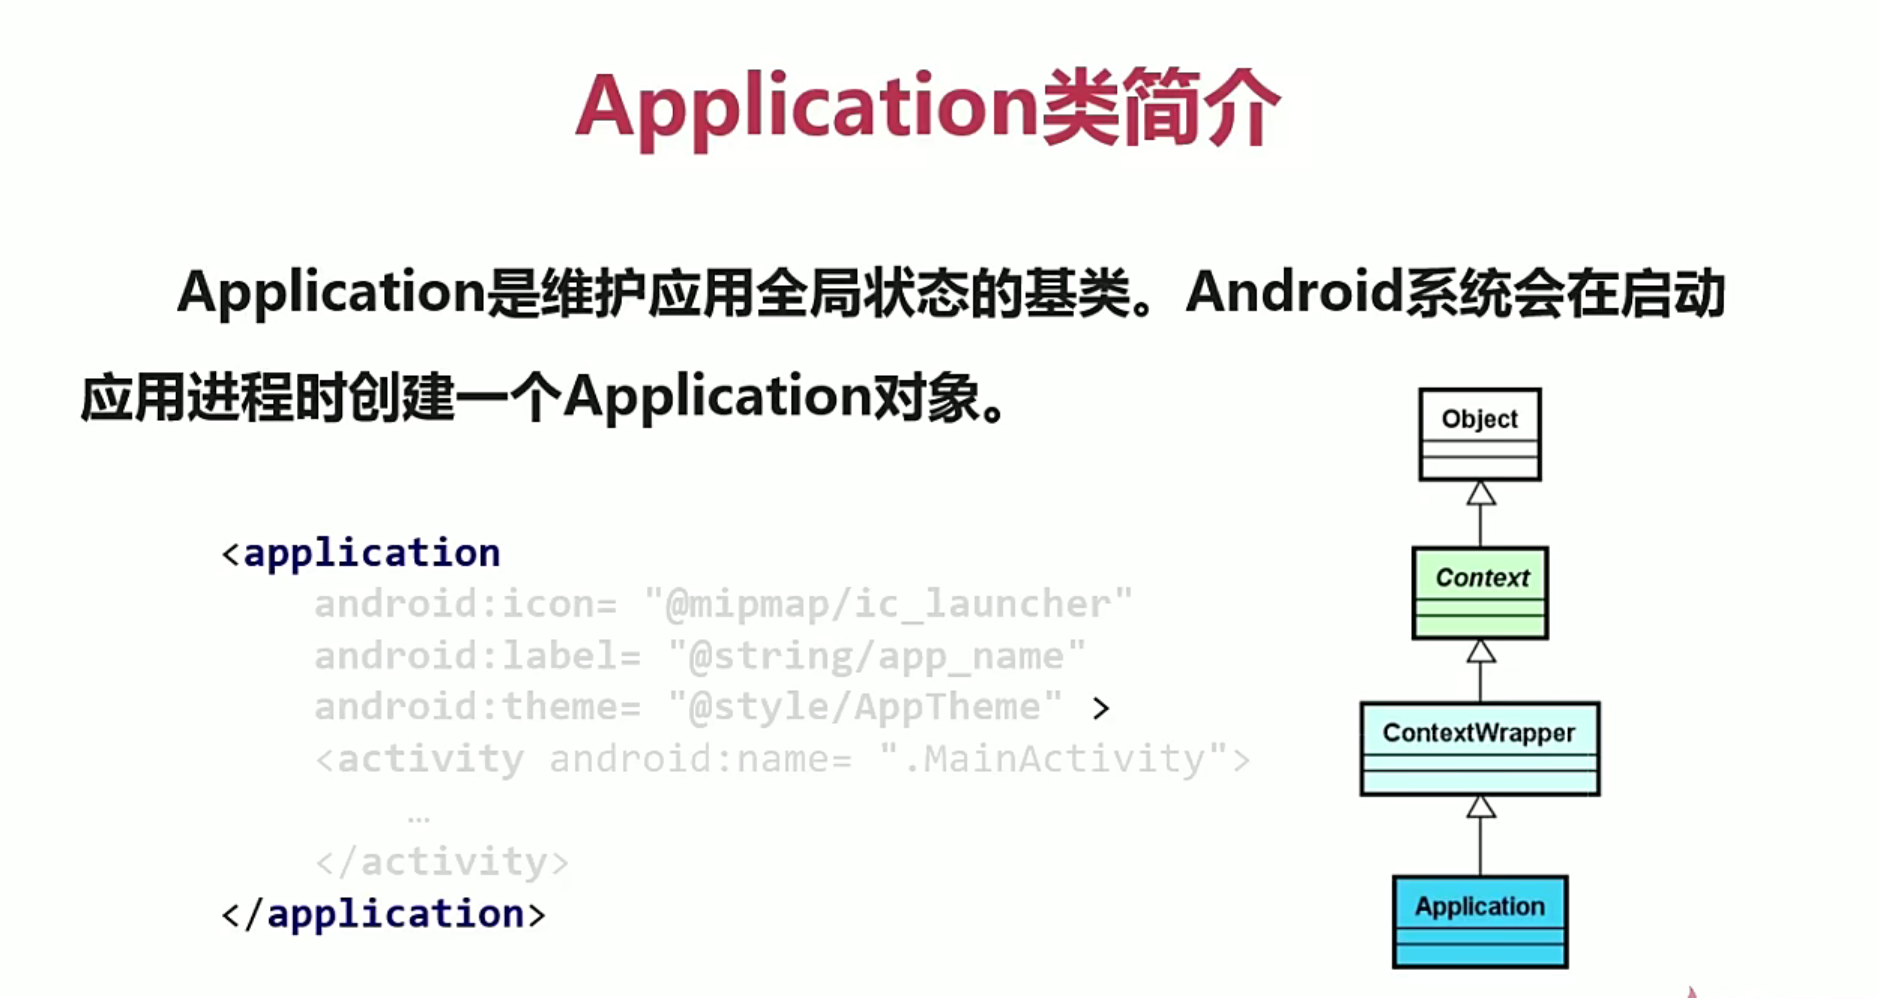 Application类简介
Application是维护应用全局状态的基类。Android系统会在启动
应用进程时创建一个Application对象。
<application
android:icon= "@mipmap/ic_launcher"
android:label= "@string/app_name"
android:theme= "@style/AppTheme" >
<activity android:name= ".MainActivity">
…
</activity>
</application>
Object
Context
ContextWrapper
Application